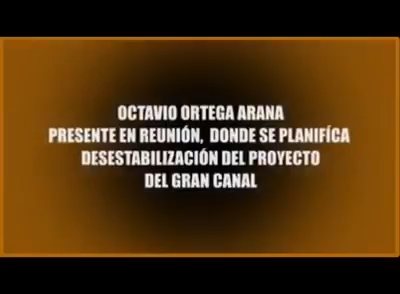 OCTAVIO ORTEGA ARANA
PRESENTE EN REUNIÓN, DONDE SE PLANIFÍCA
DESESTABILIZACIÓN DEL PROYECTO
DEL GRAN CANAL